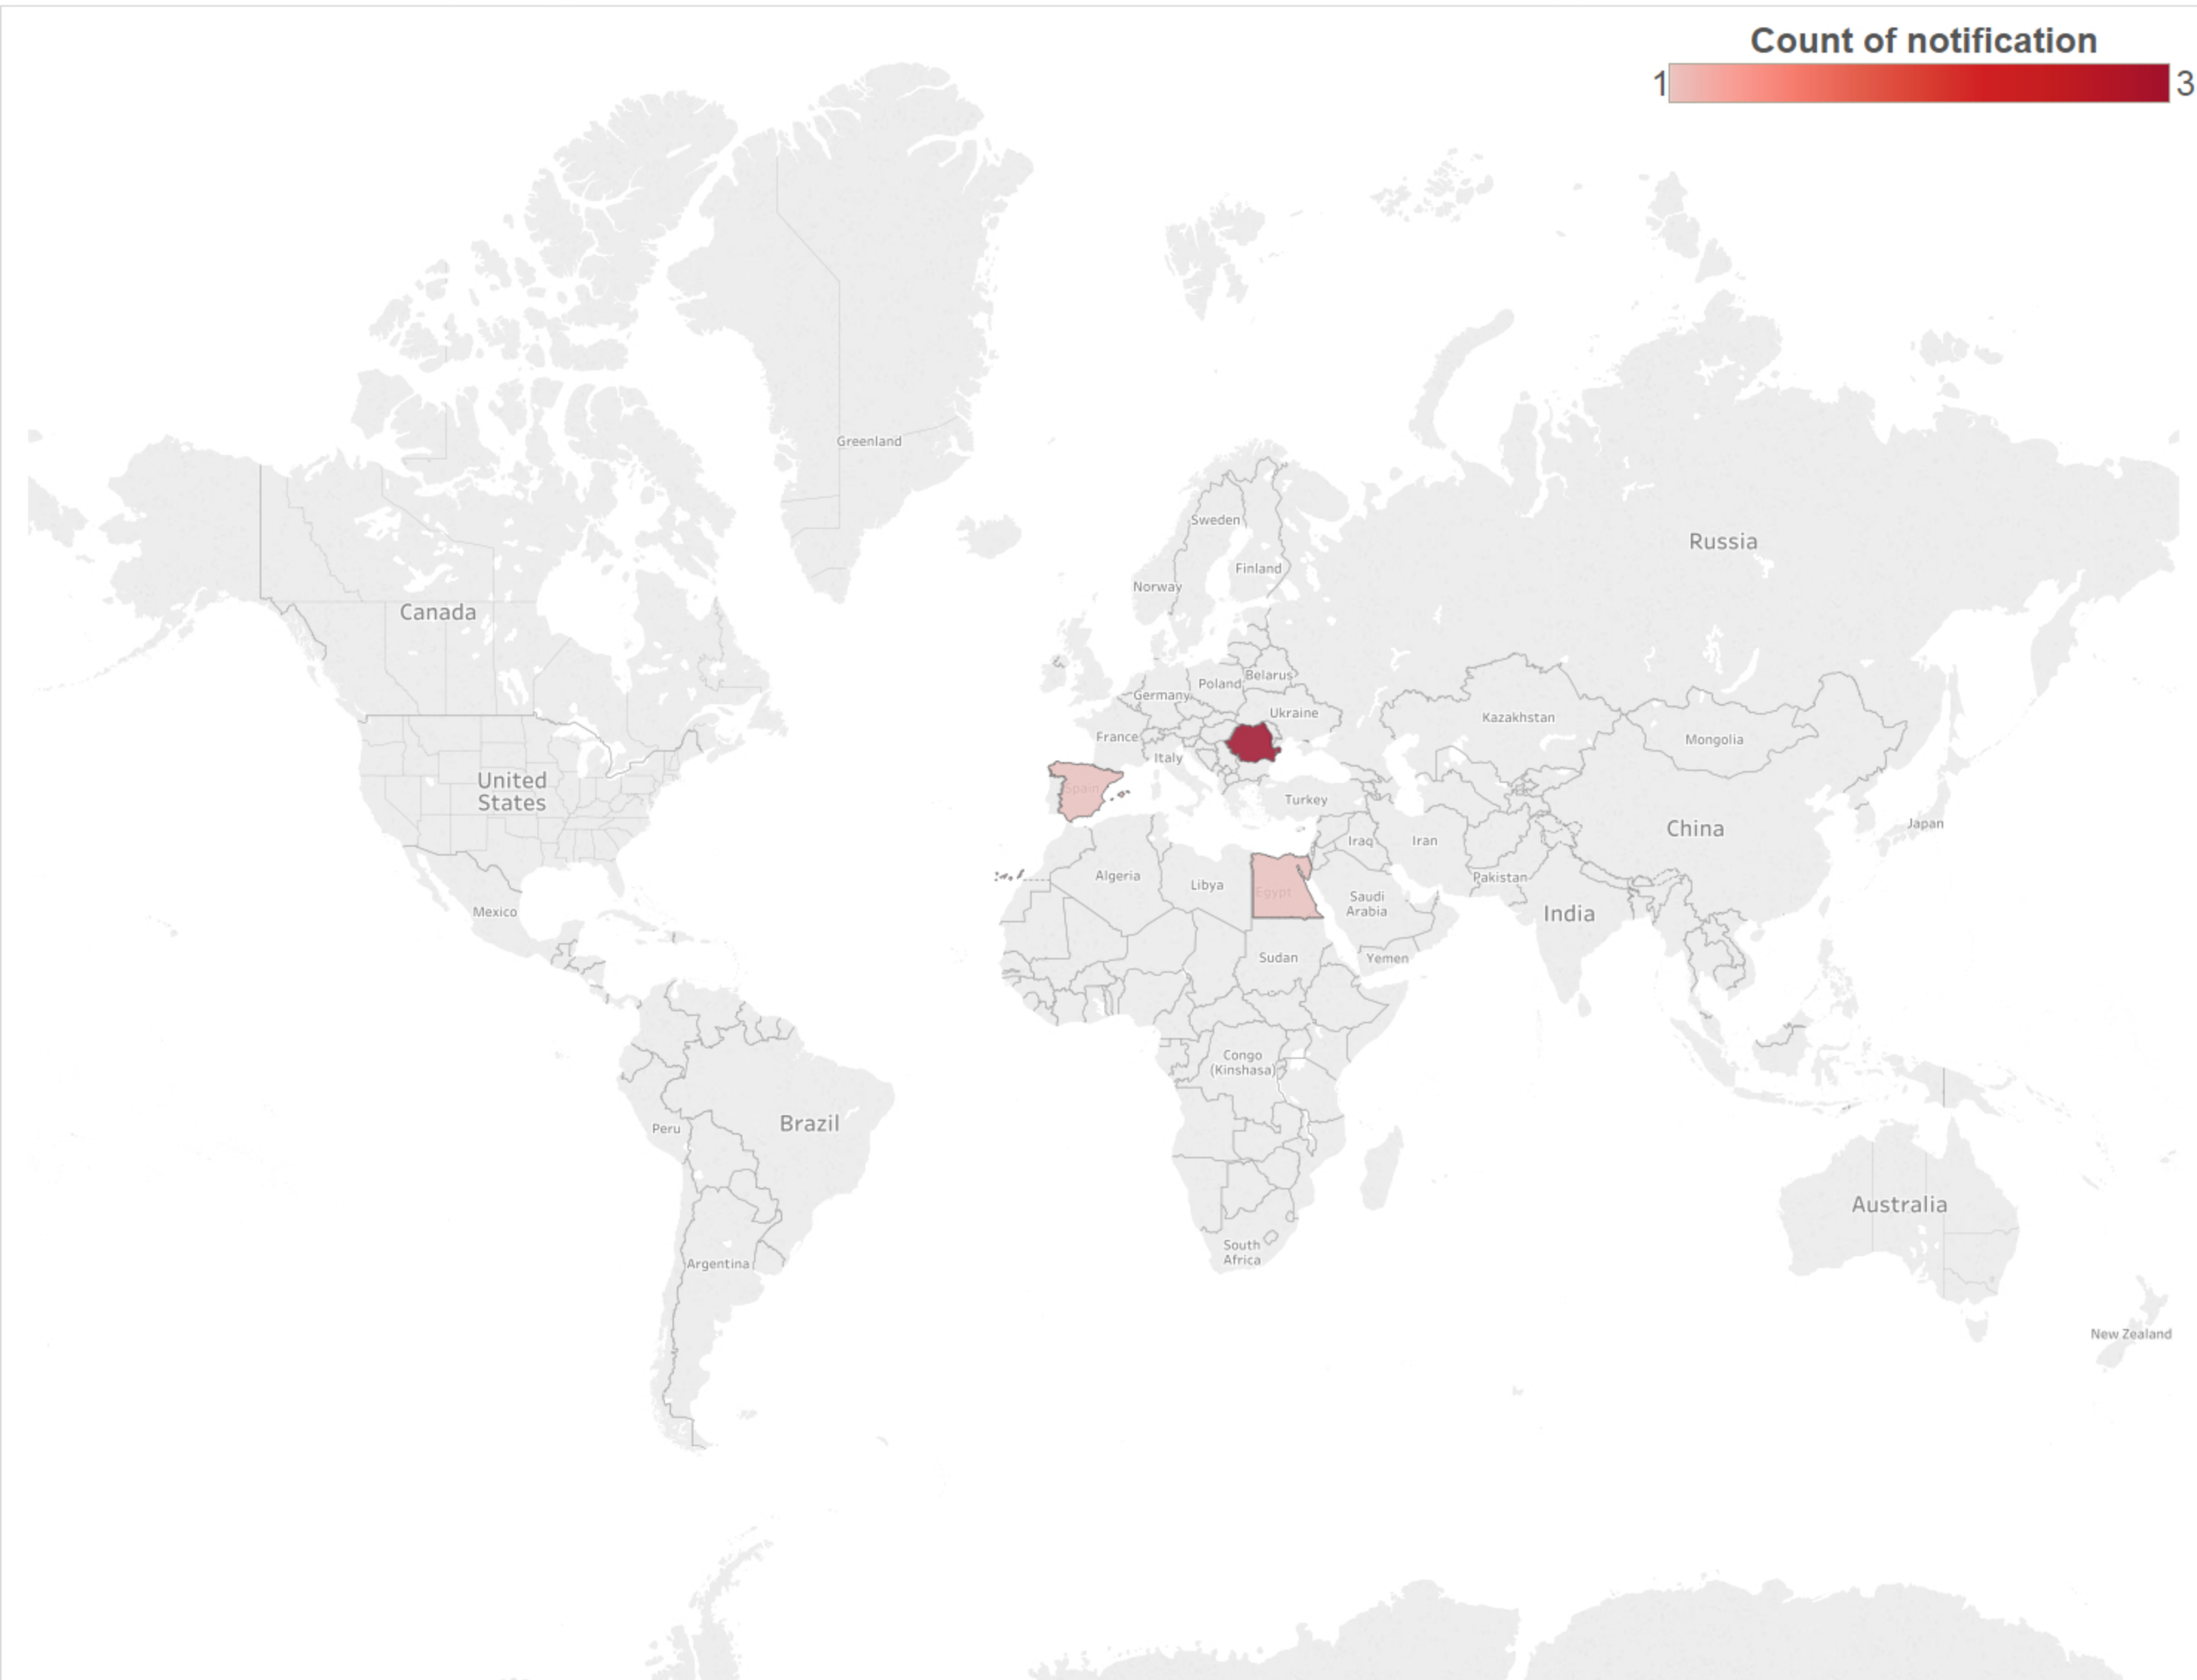 Count of notification
1
3
Greenland
Sweden
Russia
Finland
Norway
Canada
Belarus
Poland
Germany
Ukraine
Kazakhstan
France
Mongolia
Italy
United
States
Spain
Turkey
China
Japan
Iraq
Iran
Algeria
Pakistan
Libya
Egypt
Saudi
Arabia
India
Mexico
Sudan
Yemen
Congo
(Kinshasa)
Brazil
Peru
Australia
South
Africa
Argentina
New Zealand